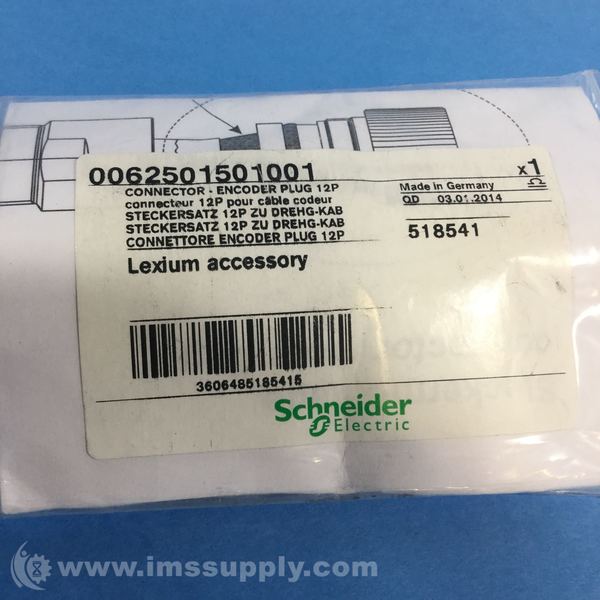 0062501501001
x1
CONNECTOR - ENCODER PLUG 12P
connecteur 12P pour câble codeur
STECKERSATZ 12P ZU DREHG-KAB
STECKERSATZ 12P ZU DREHG-KAB
CONNETTORE ENCODER PLUG 12P
Made in Germany
QD 03.01.2014
518541
Lexium accessory
3606485185415
Schneider
Electric
www.imssupply.com